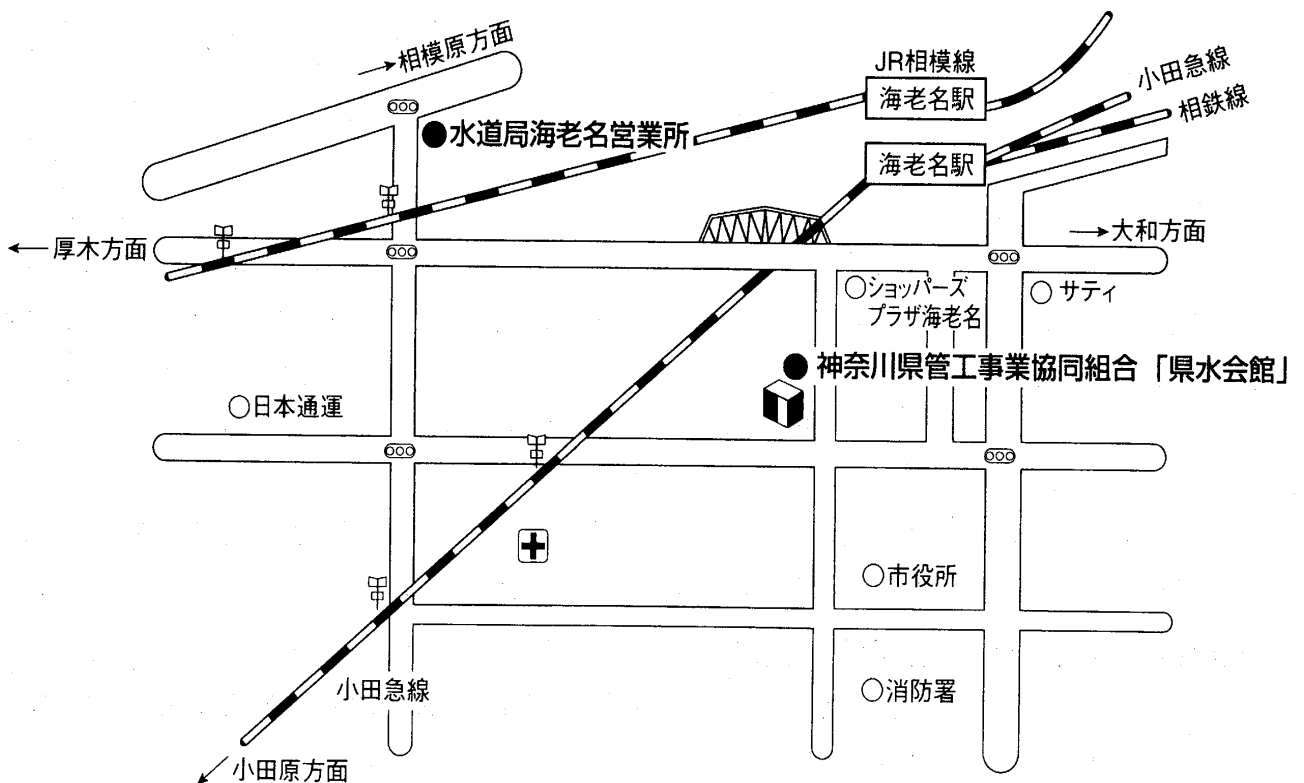 →相模原方面
JR相模線
海老名駅
小田急線
相鉄線
●水道局海老名営業所
海老名駅
←厚木方面
→大和方面
○ショッパーズ
プラザ海老名
○サティ
●神奈川県管工事業協同組合「県水会館」
○日本通運
○市役所
小田急線
○消防署
小田原方面